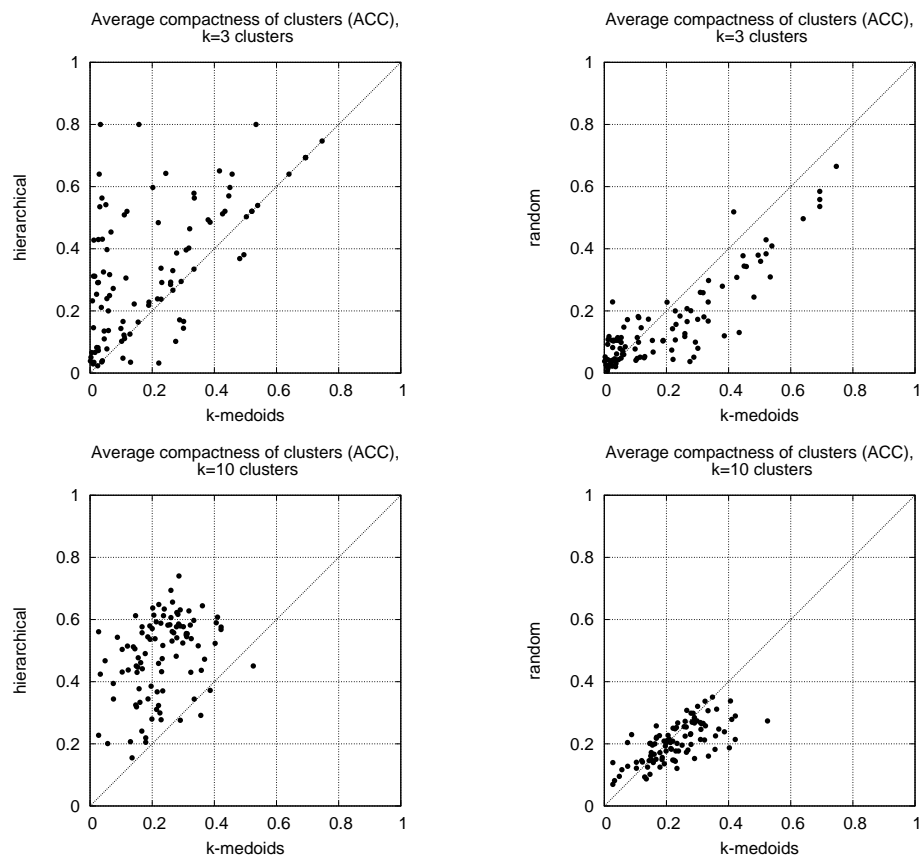 Average compactness of clusters (ACC),
k=3 clusters
1
0.8
0.6
0.4
0.2
0
0 0.2 0.4 0.6 0.8 1
hierarchical
k-medoids
Average compactness of clusters (ACC),
k=3 clusters
1
0.8
0.6
0.4
0.2
0
0 0.2 0.4 0.6 0.8 1
random
k-medoids
Average compactness of clusters (ACC),
k=10 clusters
1
0.8
0.6
0.4
0.2
0
0 0.2 0.4 0.6 0.8 1
hierarchical
k-medoids
Average compactness of clusters (ACC),
k=10 clusters
1
0.8
0.6
0.4
0.2
0
0 0.2 0.4 0.6 0.8 1
random
k-medoids